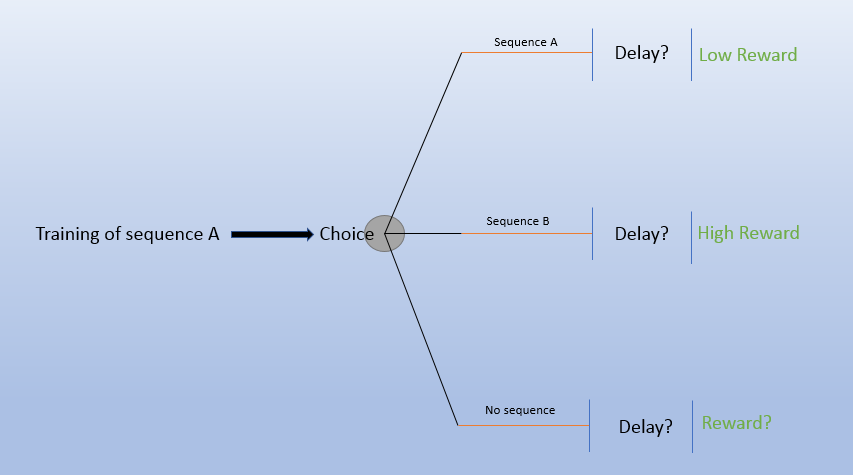 Sequence A
Delay?
Low Reward
Training of sequence A
Choice
Sequence B
Delay?
High Reward
No sequence
Delay?
Reward?